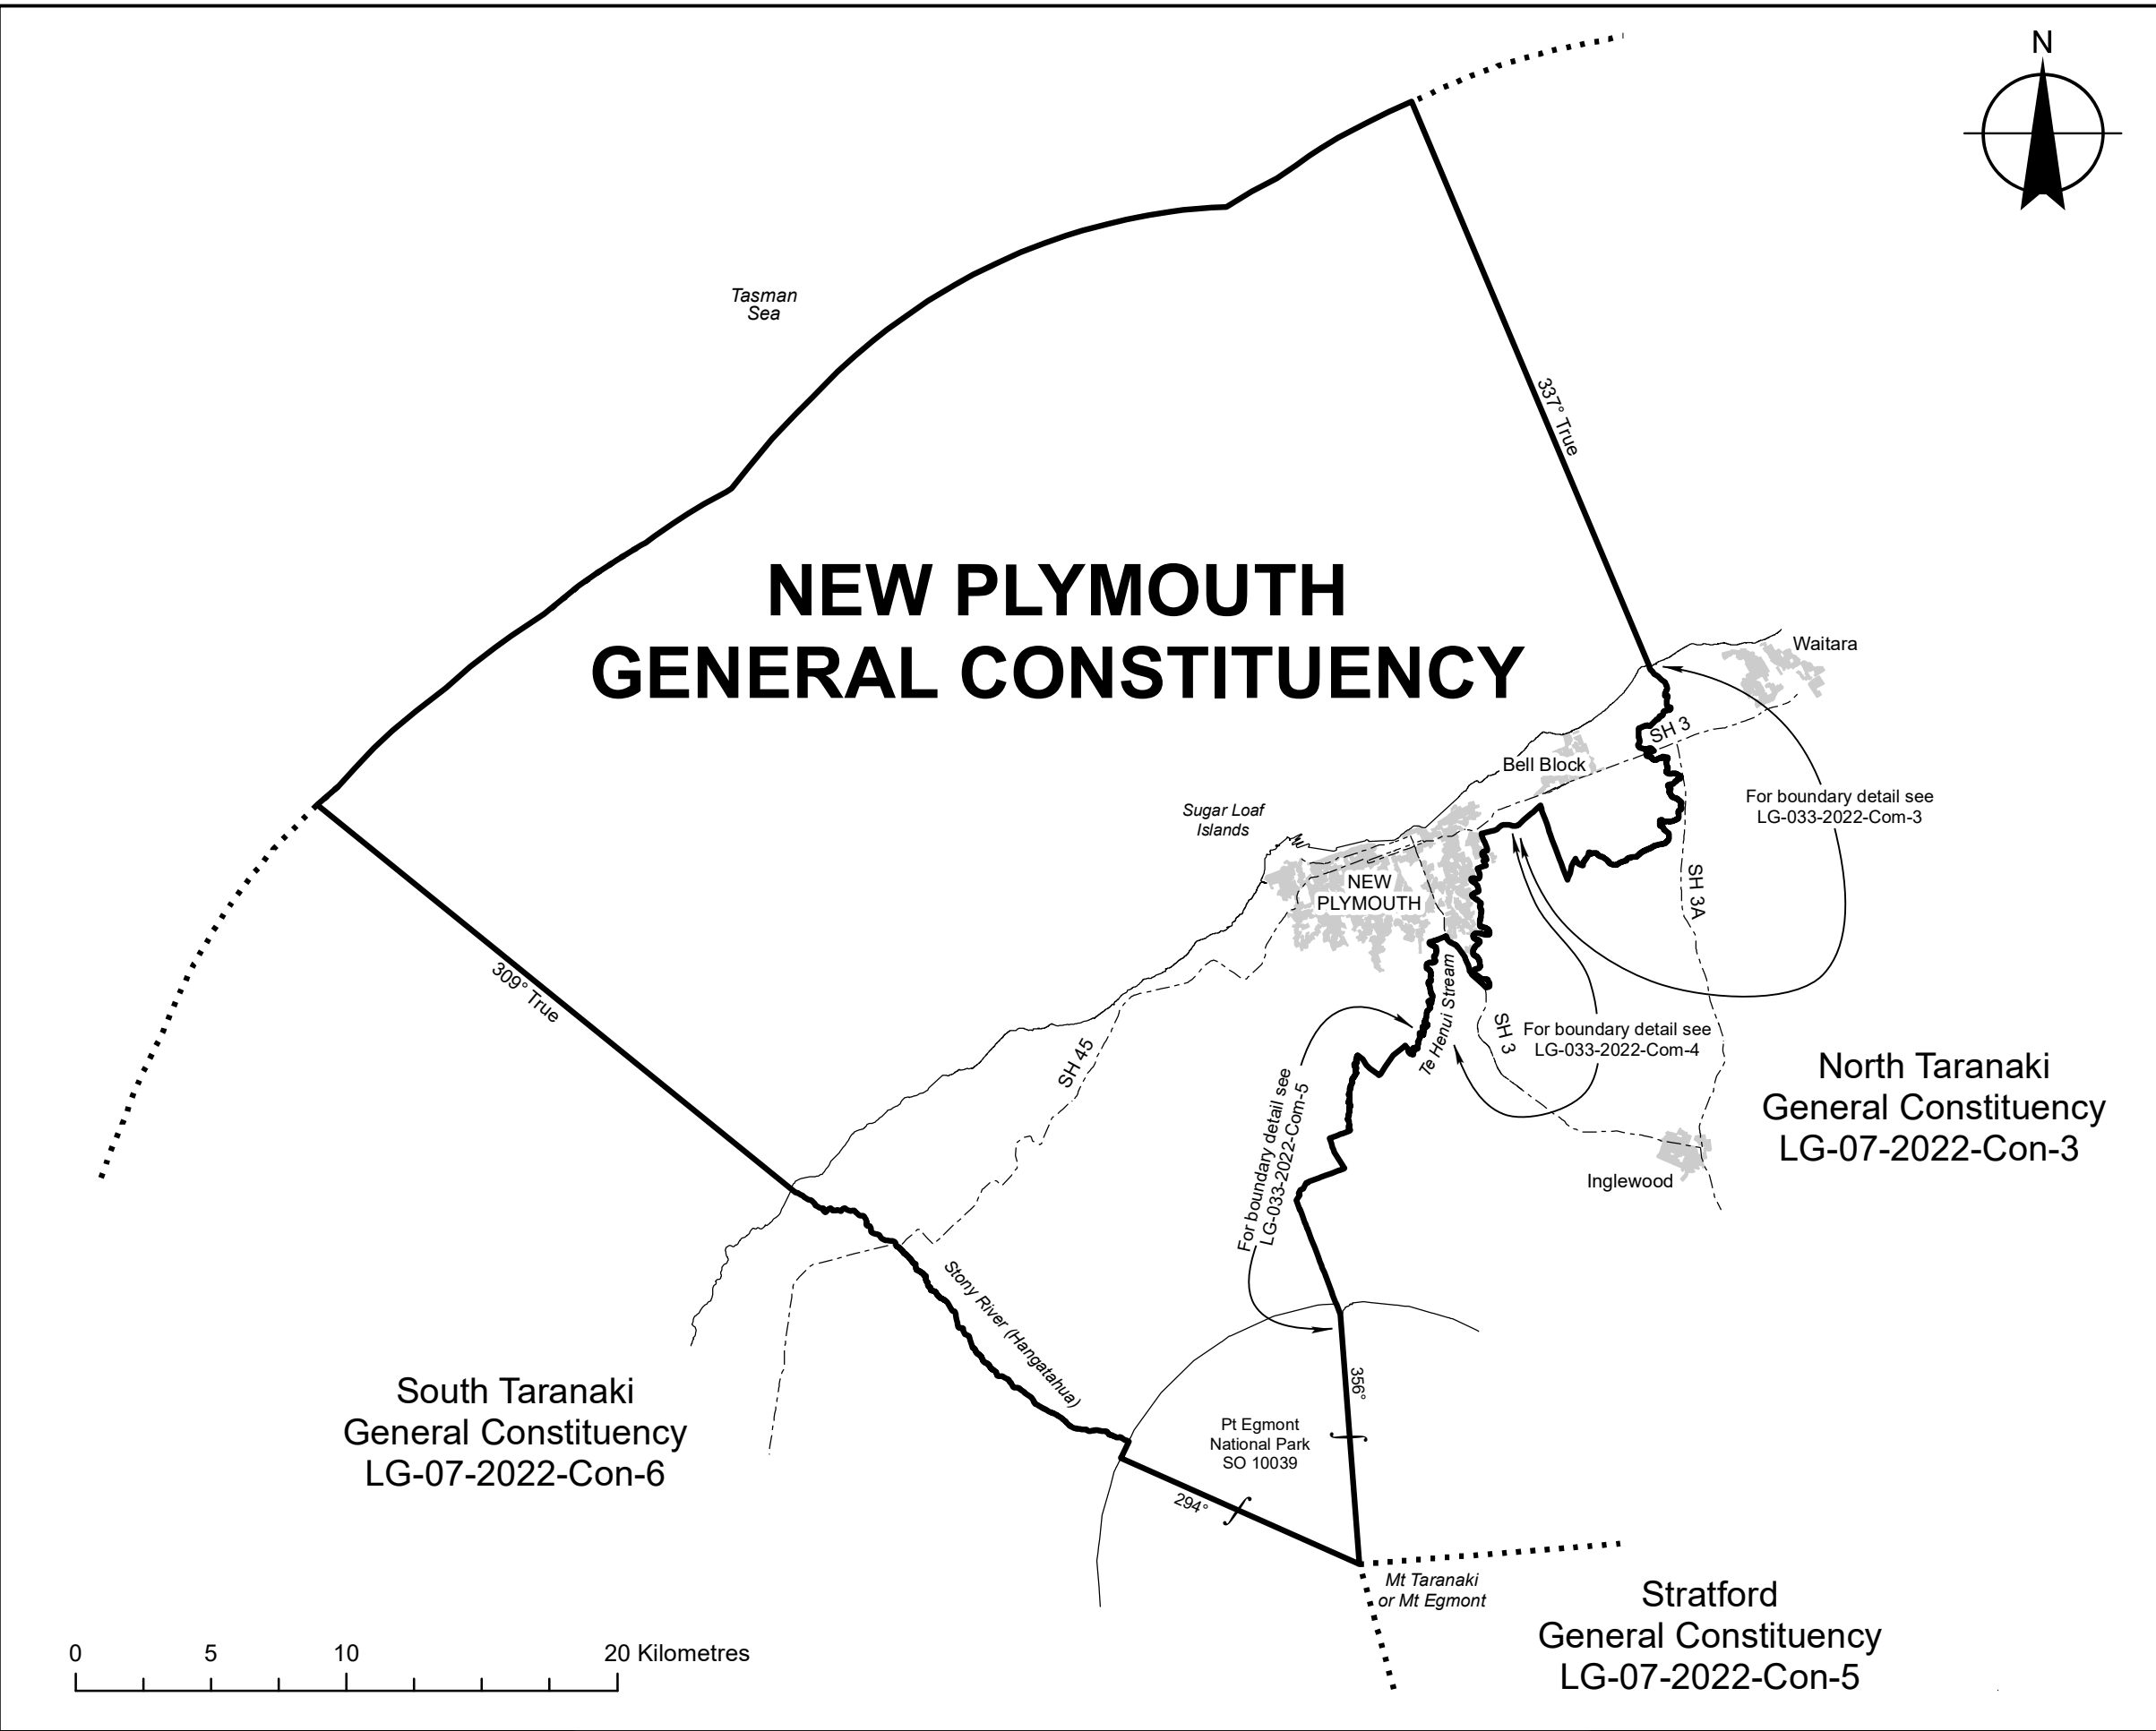 N
Tasman
Sea
337° True
NEW PLYMOUTH
GENERAL CONSTITUENCY
Waitara
SH 3
Bell Block
For boundary detail see
LG-033-2022-Com-3
Sugar Loaf
Islands
NEW
PLYMOUTH
SH 3A
309° True
Te Henui Stream
SH 3
For boundary detail see
LG-033-2022-Com-4
SH 45
North Taranaki
General Constituency
LG-07-2022-Con-3
For boundary detail see
LG-033-2022-Com-5
Inglewood
Stony River (Hangatahua)
South Taranaki
General Constituency
LG-07-2022-Con-6
356°
Pt Egmont
National Park
SO 10039
294°
Mt Taranaki
or Mt Egmont
Stratford
General Constituency
LG-07-2022-Con-5
0 5 10 20 Kilometres